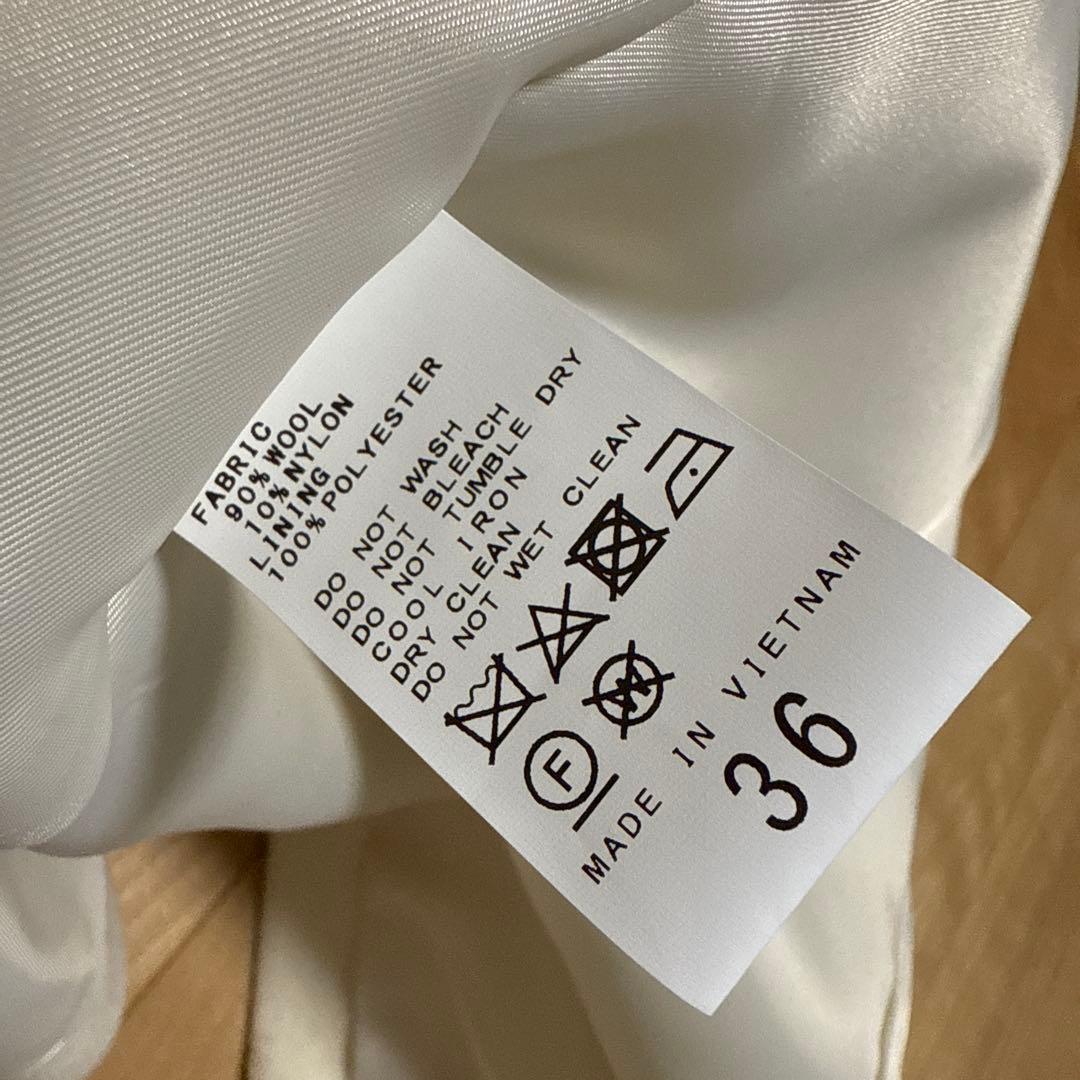 FABRIC
90% WOOL
10% NYLON
LINING
100% POLYESTER
DO NOT WASH
DO NOT BLEACH
DO NOT TUMBLE DRY
COOL IRON
DRY CLEAN
DO NOT WET CLEAN
W
F
MADE IN VIETNAM
36